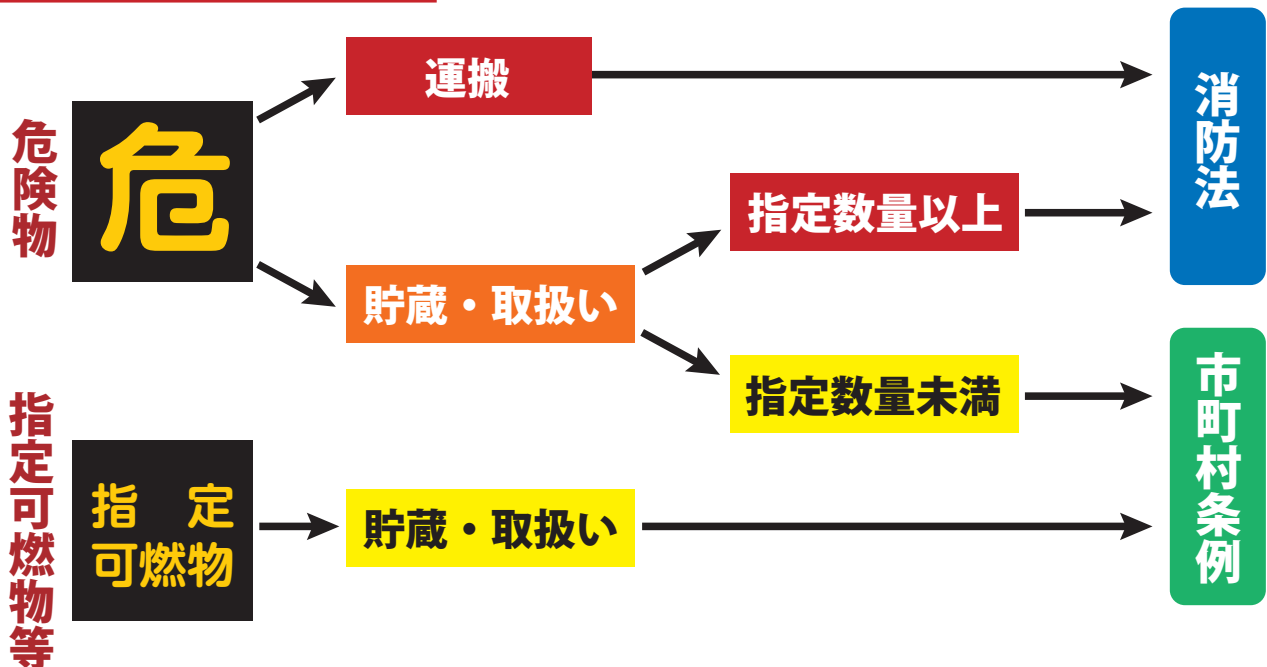 危険物
危
運搬
貯蔵・取扱い
指定数量以上
指定数量未満
消防法
指定可燃物等
指 定
可燃物
貯蔵・取扱い
市町村条例